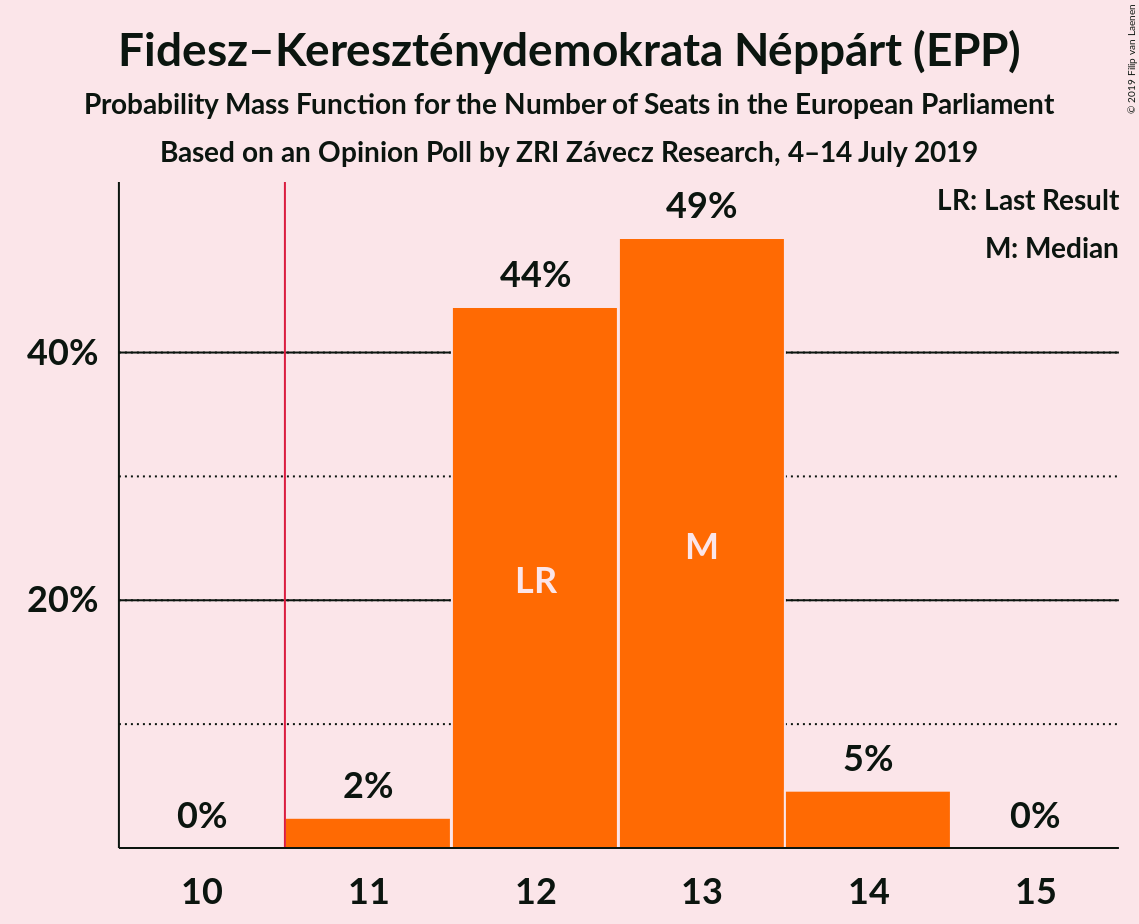 Fidesz–Kereszténydemokrata Néppárt (EPP)
Probability Mass Function for the Number of Seats in the European Parliament
Based on an Opinion Poll by ZRI Závecz Research, 4–14 July 2019
© 2019 Filip van Laenen
LR: Last Result
M: Median
49%
44%
40%
M
LR
20%
5%
2%
0%
0%
10 11 12 13 14 15